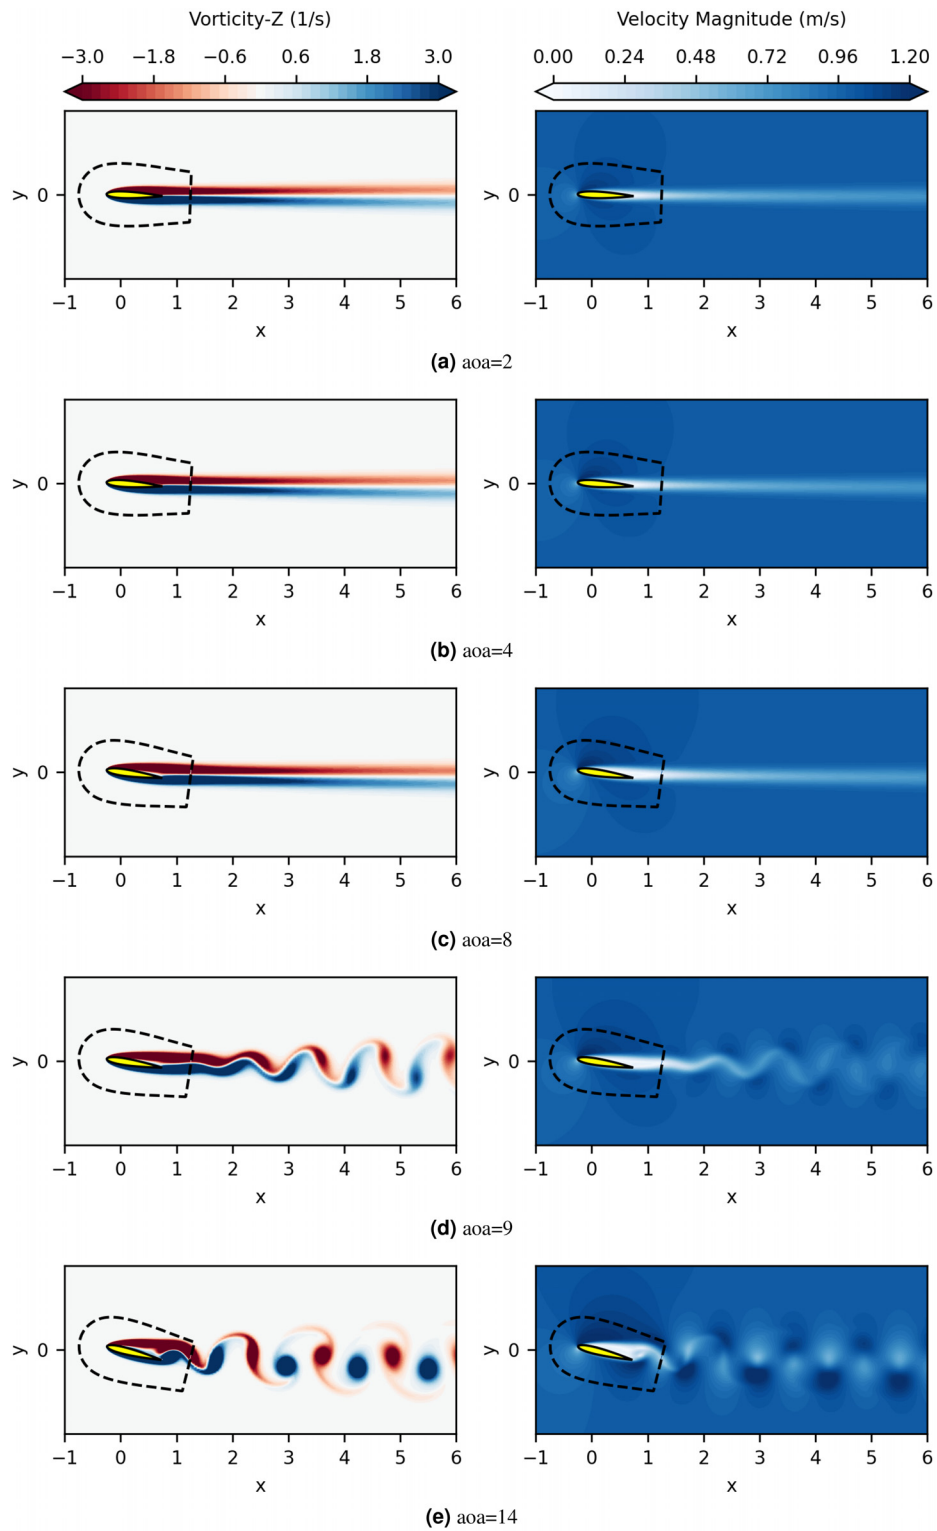 Vorticity-Z (1/s) Velocity Magnitude (m/s)
−3.0 −1.8 −0.6 0.6 1.8 3.0 0.00 0.24 0.48 0.72 0.96 1.20
y 0 y 0
−1 0 1 2 3 4 5 6 −1 0 1 2 3 4 5 6
x x
(a) aoa=2
y 0 y 0
−1 0 1 2 3 4 5 6 −1 0 1 2 3 4 5 6
x x
(b) aoa=4
y 0 y 0
−1 0 1 2 3 4 5 6 −1 0 1 2 3 4 5 6
x x
(c) aoa=8
y 0 y 0
−1 0 1 2 3 4 5 6 −1 0 1 2 3 4 5 6
x x
(d) aoa=9
y 0 y 0
−1 0 1 2 3 4 5 6 −1 0 1 2 3 4 5 6
x x
(e) aoa=14